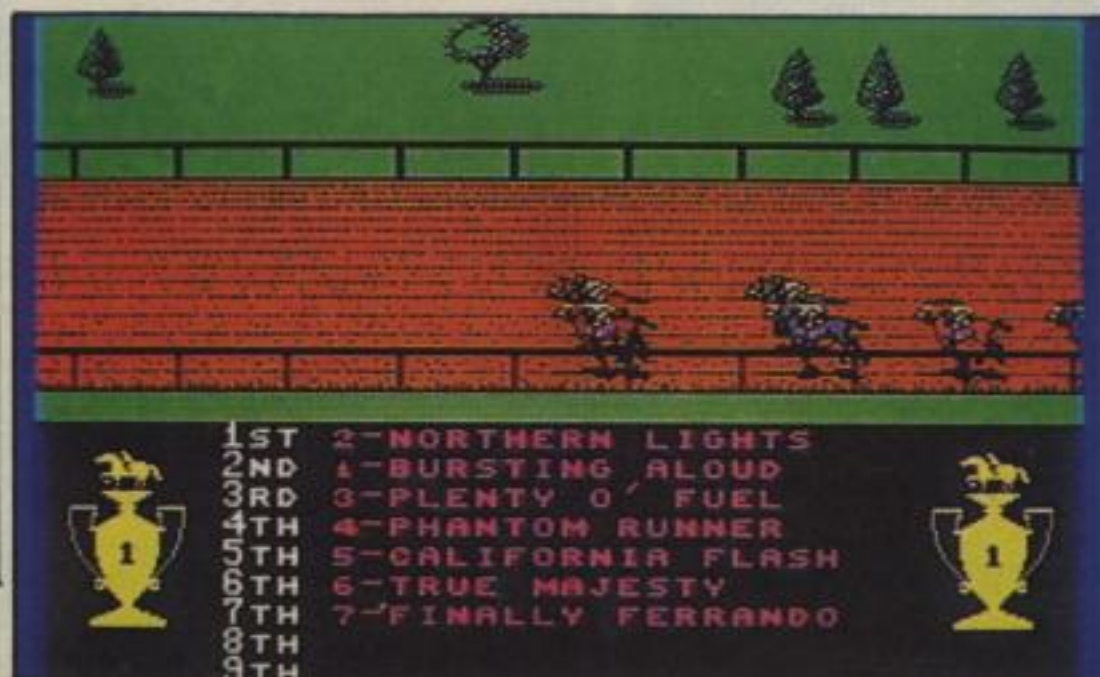 1ST 2-NORTHERN LIGHTS
2ND 1-BURSTING ALOUD
3RD 3-PLENTY O' FUEL
4TH 4-PHANTOM RUNNER
5TH 5-CALIFORNIA FLASH
6TH 6-TRUE MAJESTY
7TH 7-FINALLY FERRANDO
8TH
9TH
1
1